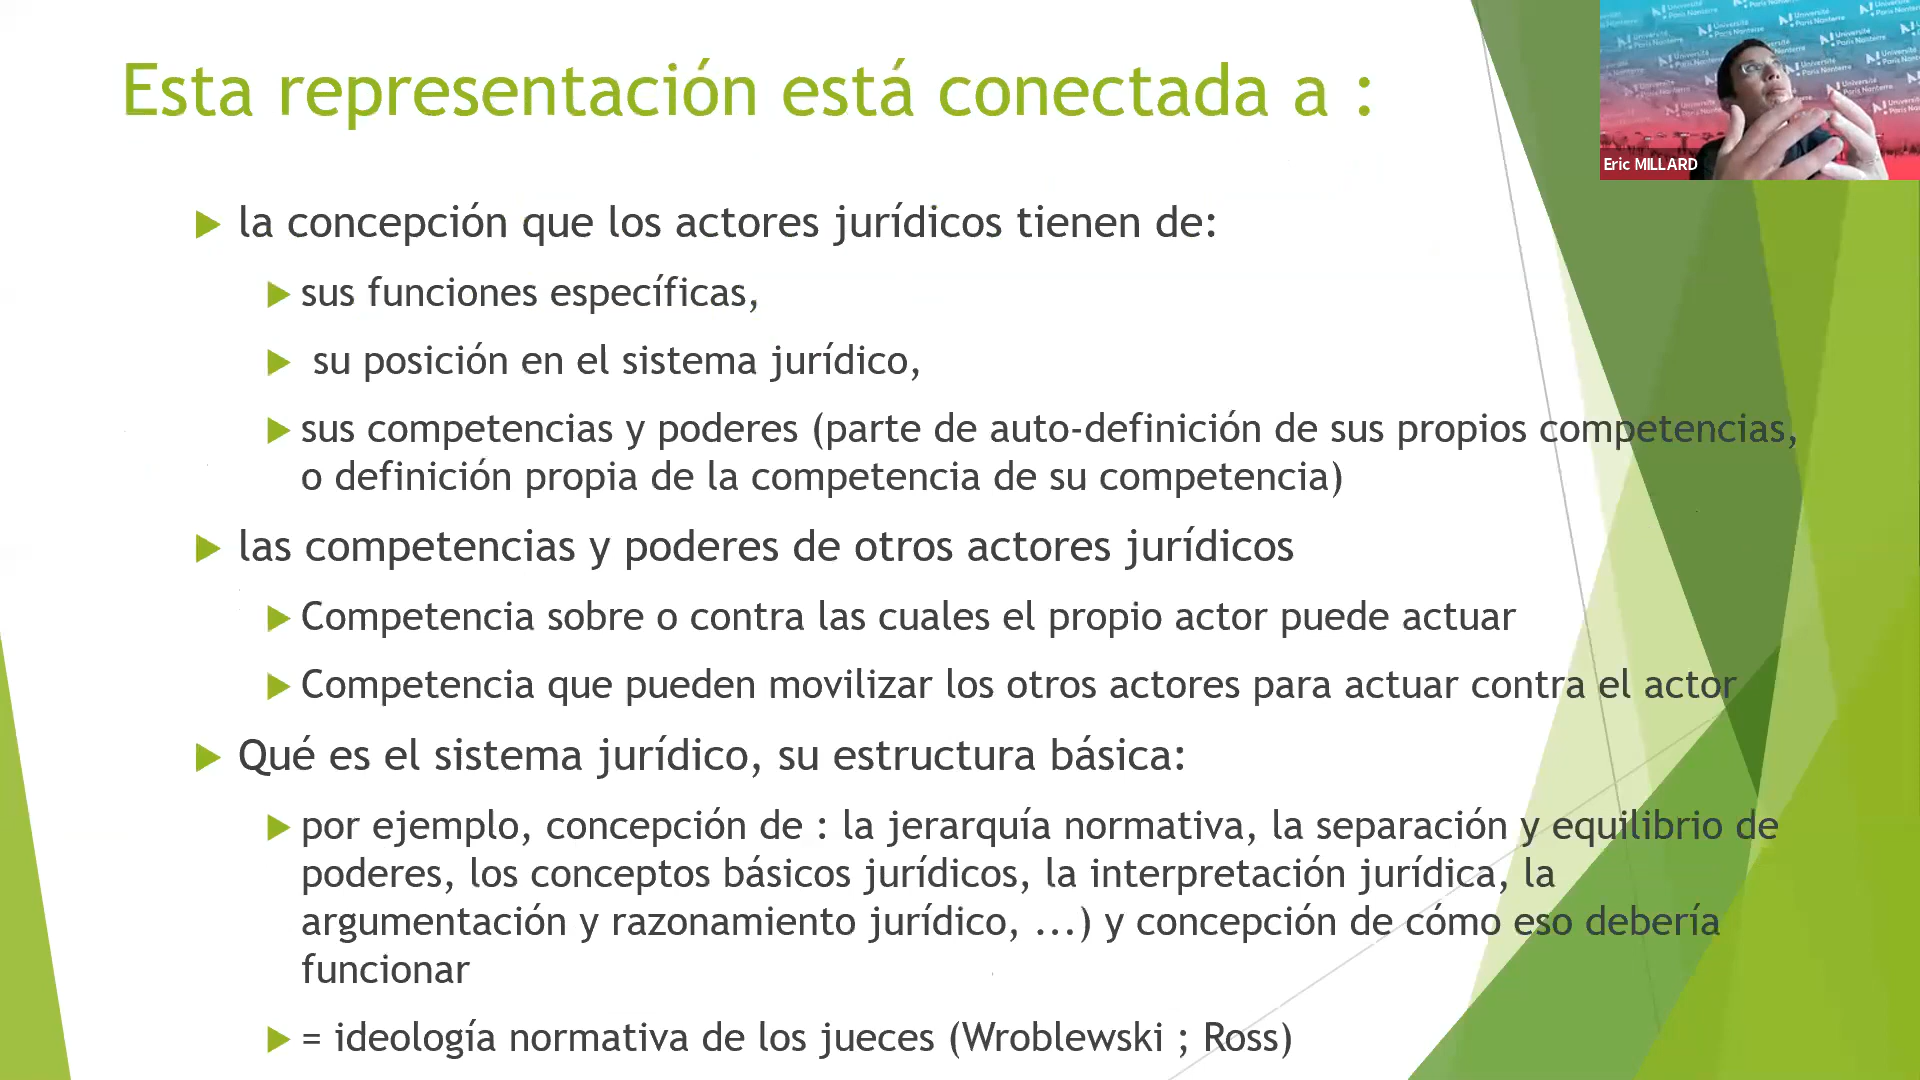 Esta representación está conectada a :
la concepción que los actores jurídicos tienen de:
sus funciones específicas,
su posición en el sistema jurídico,
sus competencias y poderes (parte de auto-definición de sus propios competencias,
o definición propia de la competencia de su competencia)
las competencias y poderes de otros actores jurídicos
Competencia sobre o contra las cuales el propio actor puede actuar
Competencia que pueden movilizar los otros actores para actuar contra el actor
Qué es el sistema jurídico, su estructura básica:
por ejemplo, concepción de : la jerarquía normativa, la separación y equilibrio de
poderes, los conceptos básicos jurídicos, la interpretación jurídica, la
argumentación y razonamiento jurídico, ...) y concepción de cómo eso debería
funcionar
= ideología normativa de los jueces (Wroblewski ; Ross)
Université
Paris Nanterre
Eric MILLARD